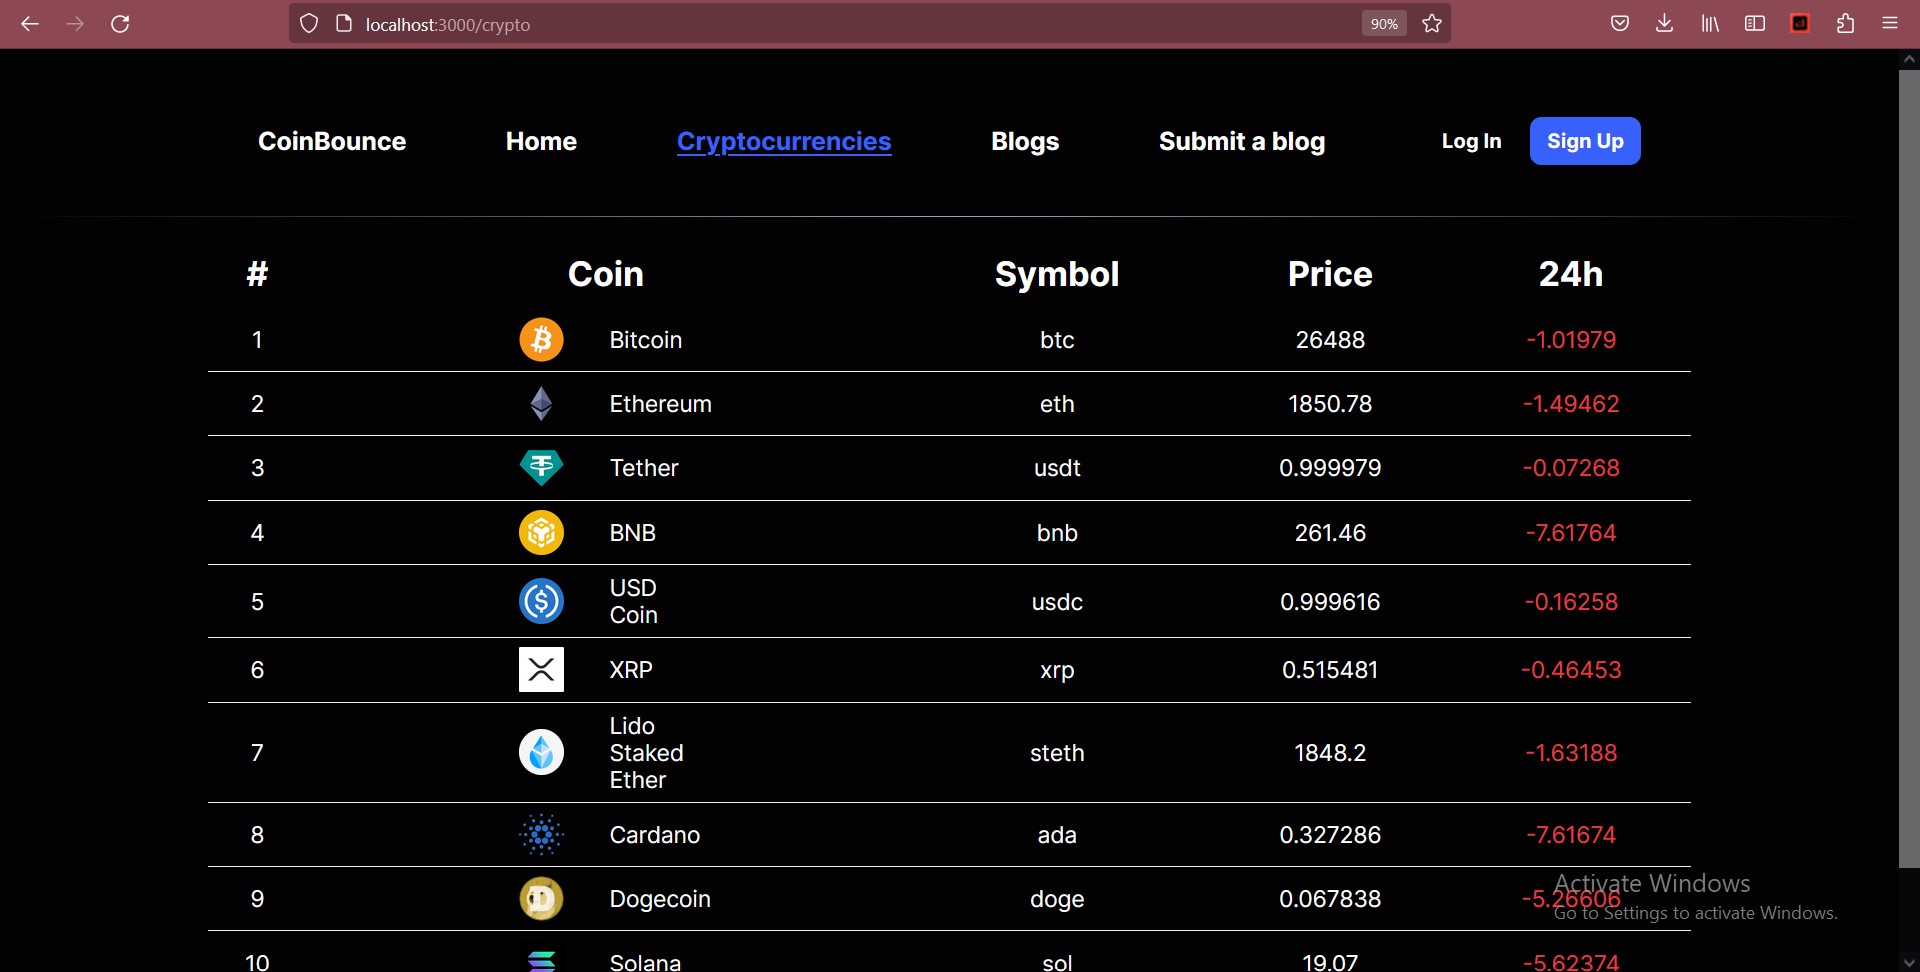 localhost:3000/crypto 90%
CoinBounce Home Cryptocurrencies Blogs Submit a blog Log In Sign Up
# Coin Symbol Price 24h
1 Bitcoin btc 26488 -1.01979
2 Ethereum eth 1850.78 -1.49462
3 Tether usdt 0.999979 -0.07268
4 BNB bnb 261.46 -7.61764
5 USD Coin usdc 0.999616 -0.16258
6 XRP xrp 0.515481 -0.46453
7 Lido Staked Ether steth 1848.2 -1.63188
8 Cardano ada 0.327286 -7.61674
9 Dogecoin doge 0.067838 -5.26606
10 Solana sol 19.07 -5.62374
Activate Windows
Go to Settings to activate Windows.